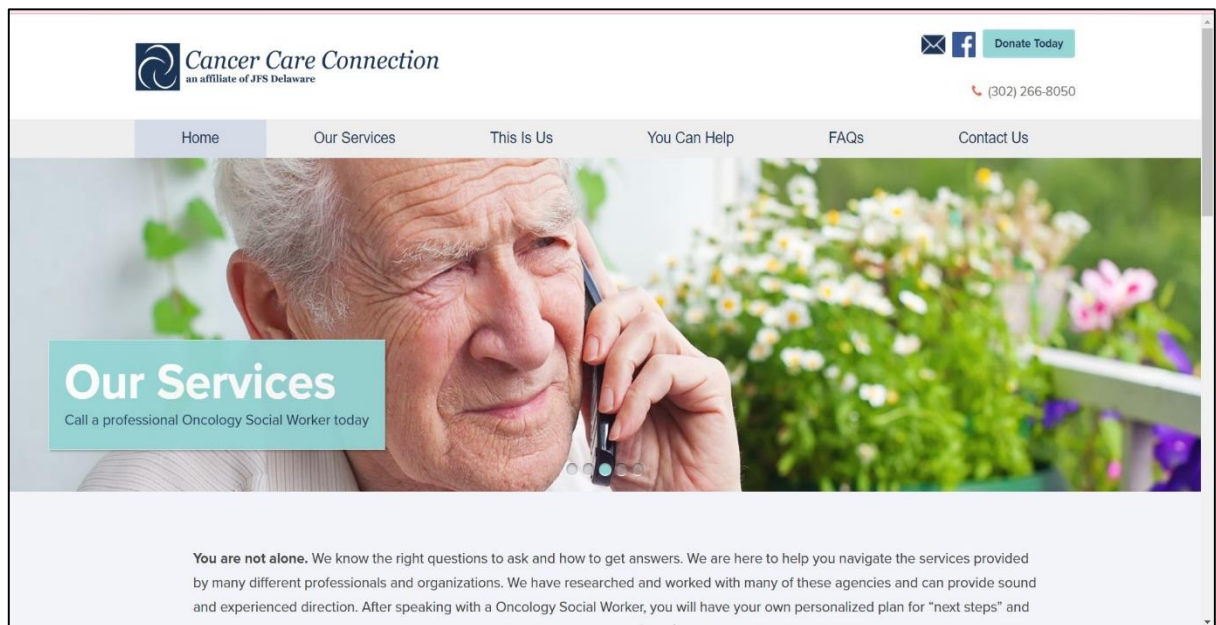 Cancer Care Connection
an affiliate of JFS Delaware
Donate Today
(302) 266-8050
Home Our Services This Is Us You Can Help FAQs Contact Us
Our Services
Call a professional Oncology Social Worker today
You are not alone. We know the right questions to ask and how to get answers. We are here to help you navigate the services provided
by many different professionals and organizations. We have researched and worked with many of these agencies and can provide sound
and experienced direction. After speaking with a Oncology Social Worker, you will have your own personalized plan for “next steps” and